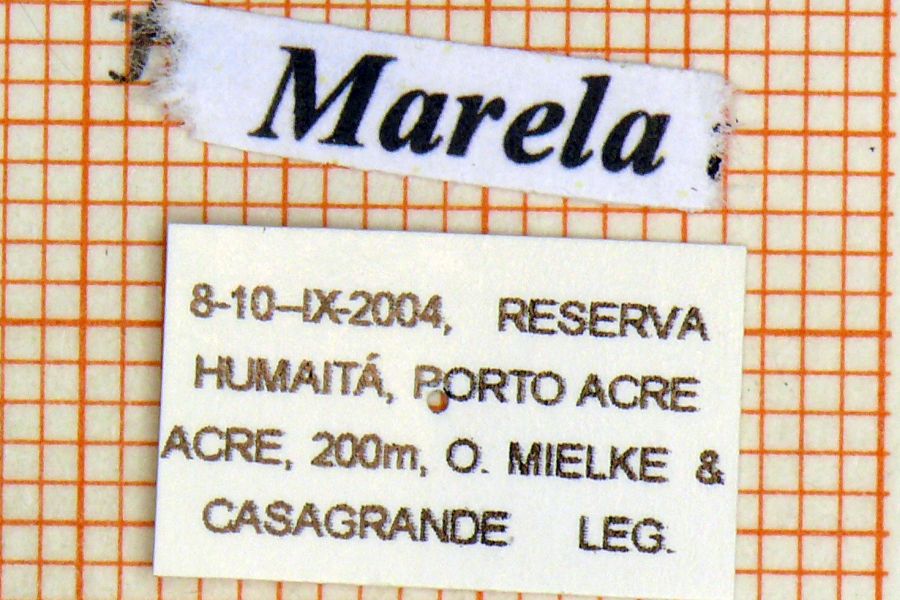 Marela
8-10–IX-2004, RESERVA
HUMAITÁ, PORTO ACRE
ACRE, 200m, O. MIELKE &
CASAGRANDE LEG.